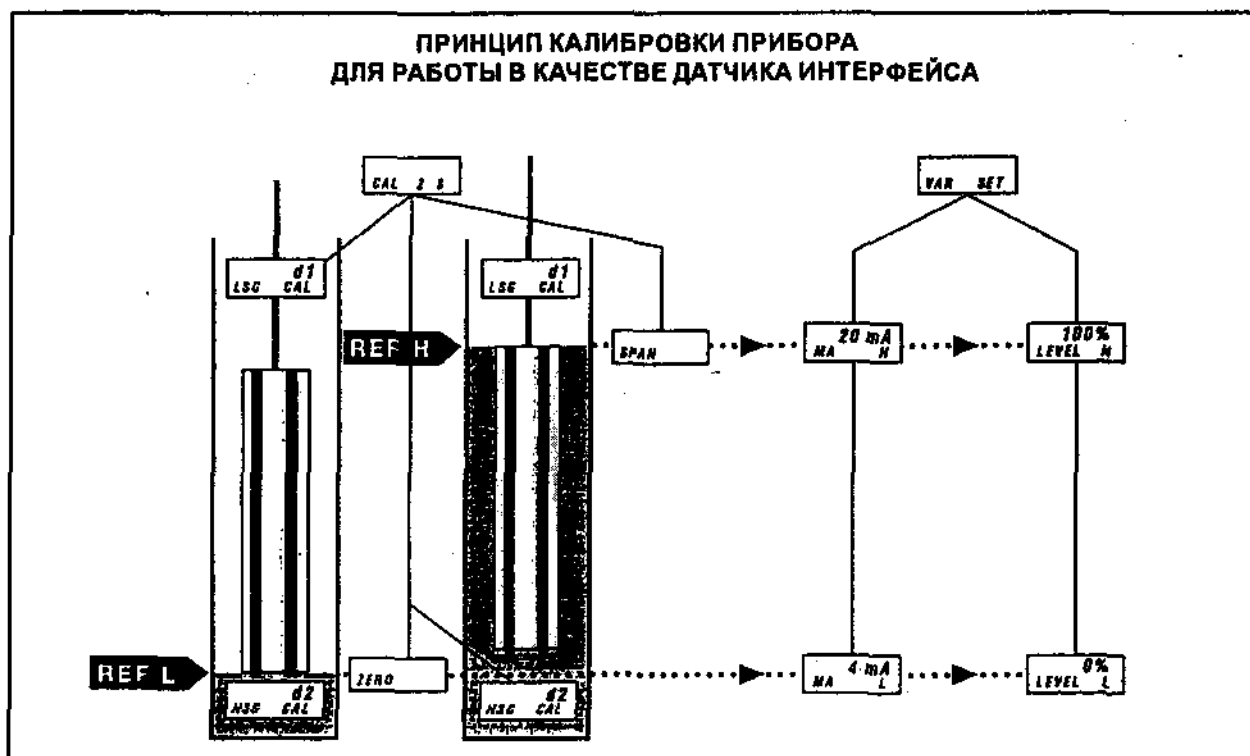 ПРИНЦИП КАЛИБРОВКИ ПРИБОРА
ДЛЯ РАБОТЫ В КАЧЕСТВЕ ДАТЧИКА ИНТЕРФЕЙСА
CAL 2 S
VAR SET
d1
LSG CAL
d1
LSG CAL
REF H
SPAN
20 mA
MA H
100%
LEVEL H
REF L
ZERO
d2
HSG CAL
d2
HSG CAL
4 mA
MA L
0%
LEVEL L